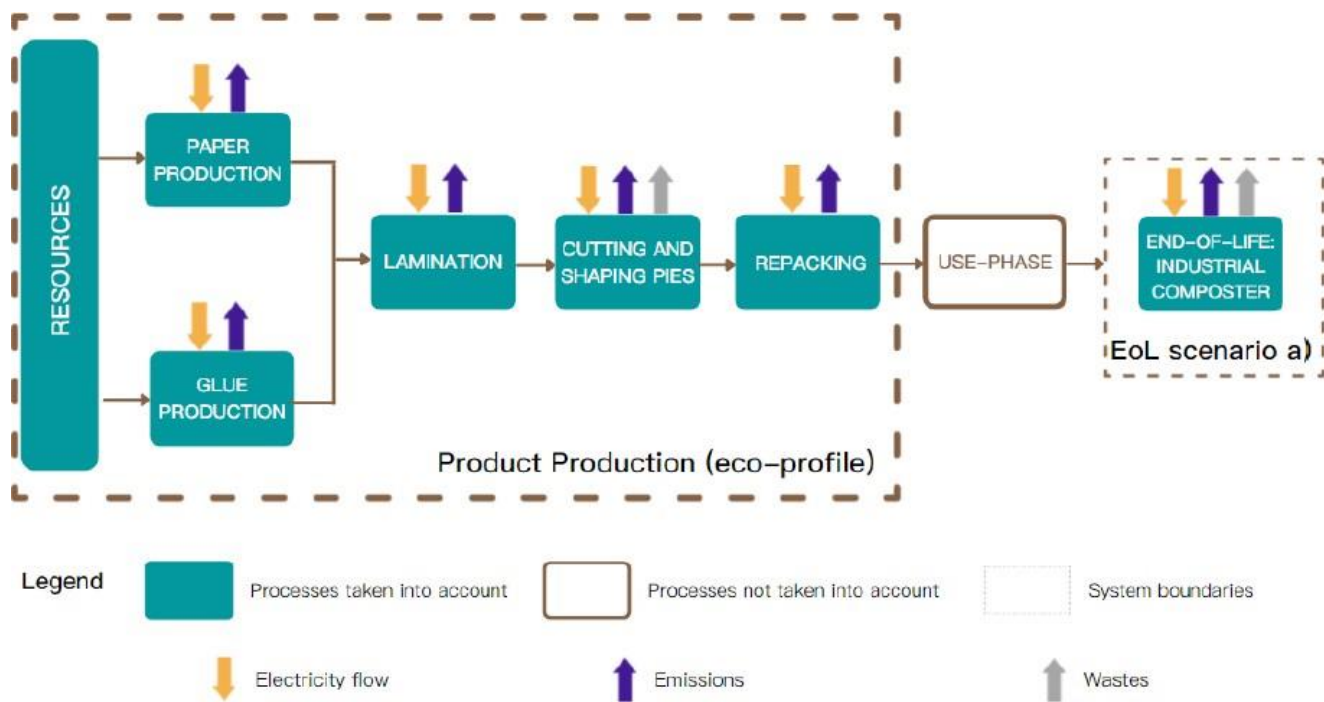 RESOURCES
PAPER
PRODUCTION
GLUE
PRODUCTION
LAMINATION
CUTTING AND
SHAPING PIES
REPACKING
USE-PHASE
END-OF-LIFE:
INDUSTRIAL
COMPOSTER
EoL scenario a)
Product Production (eco-profile)
Legend
Processes taken into account
Processes not taken into account
System boundaries
Electricity flow
Emissions
Wastes